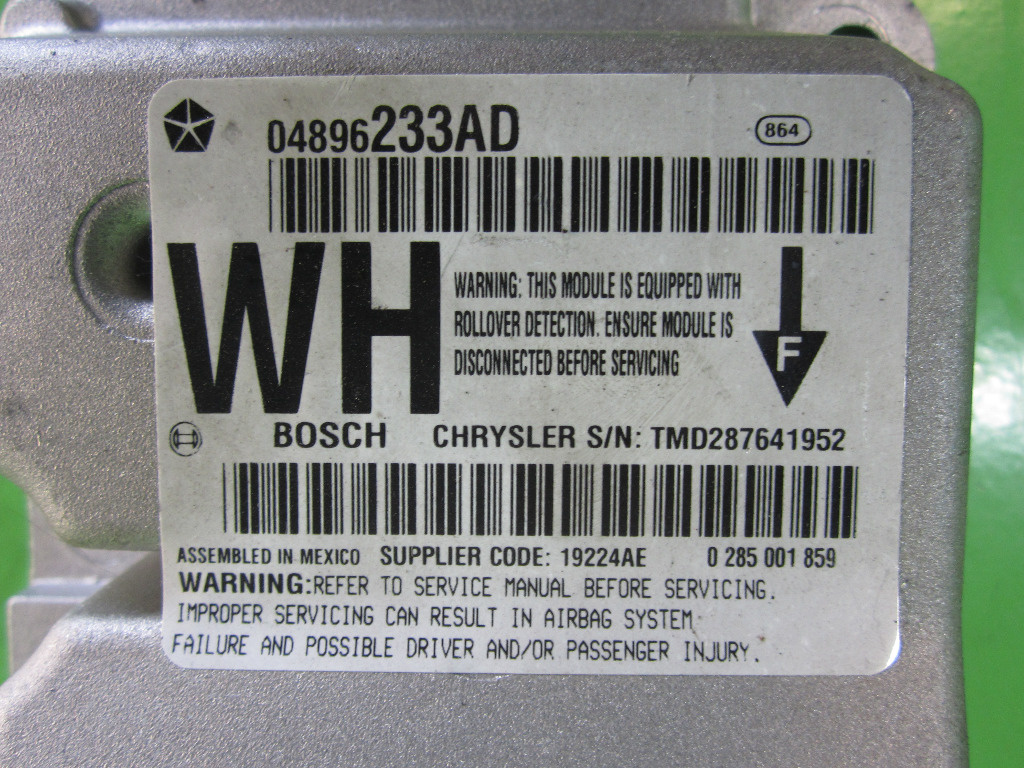 04896233AD
864
WH
WARNING: THIS MODULE IS EQUIPPED WITH
ROLLOVER DETECTION. ENSURE MODULE IS
DISCONNECTED BEFORE SERVICING
F
BOSCH CHRYSLER S/N: TMD287641952
ASSEMBLED IN MEXICO SUPPLIER CODE: 19224AE 0 285 001 859
WARNING:REFER TO SERVICE MANUAL BEFORE SERVICING.
IMPROPER SERVICING CAN RESULT IN AIRBAG SYSTEM
FAILURE AND POSSIBLE DRIVER AND/OR PASSENGER INJURY.